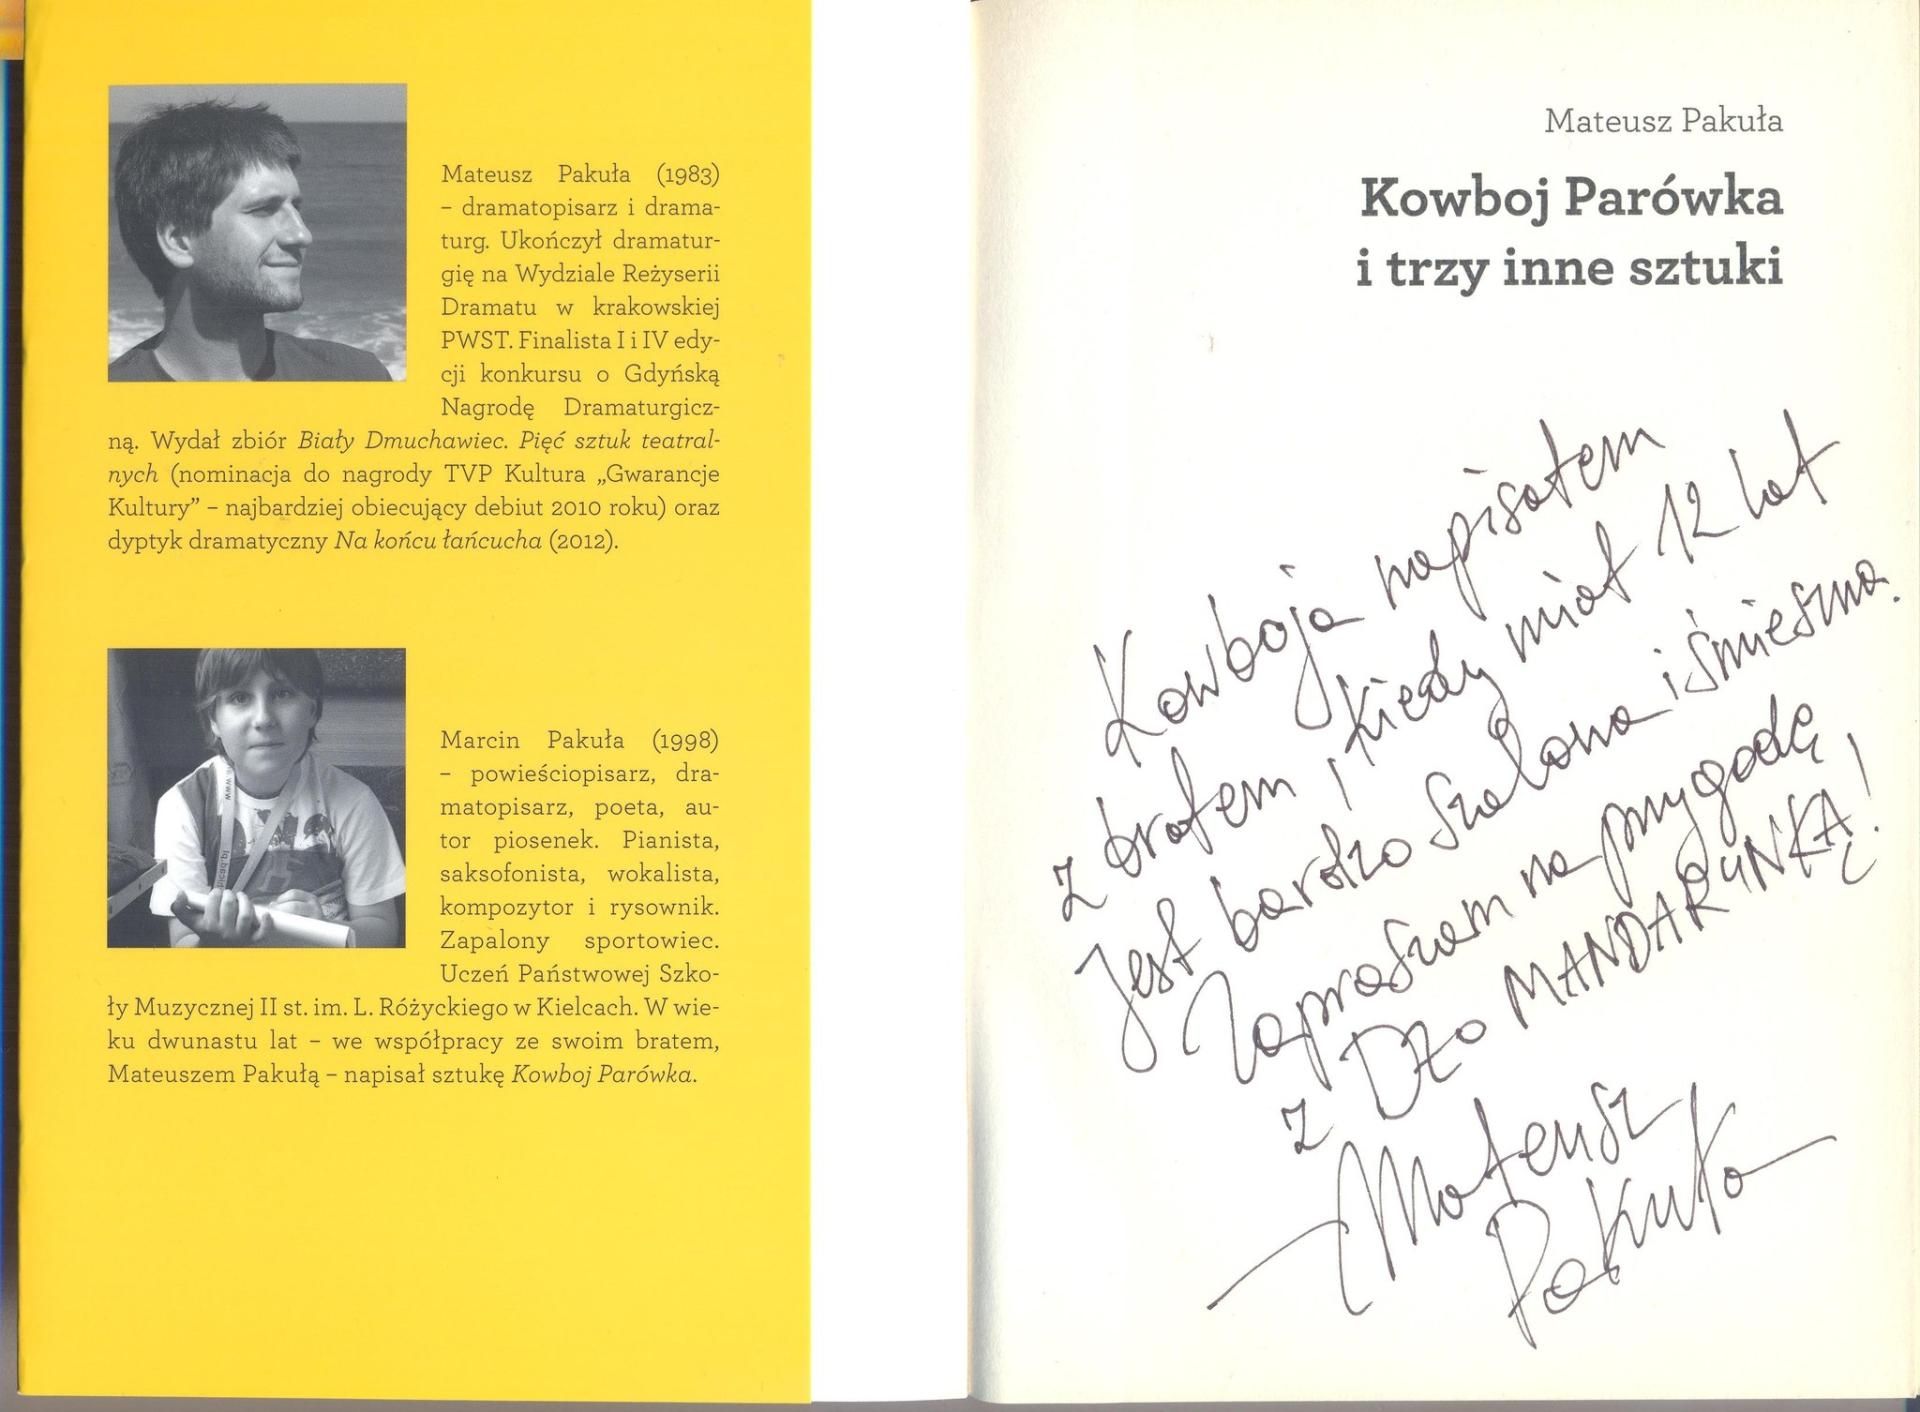 Mateusz Pakuła (1983)
– dramatopisarz i drama-
turg. Ukończył dramatur-
gię na Wydziale Reżyserii
Dramatu w krakowskiej
PWST. Finalista I i IV edy-
cji konkursu o Gdyńską
Nagrodę Dramaturgicz-
ną. Wydał zbiór Biały Dmuchawiec. Pięć sztuk teatral-
nych (nominacja do nagrody TVP Kultura „Gwarancje
Kultury” – najbardziej obiecujący debiut 2010 roku) oraz
dyptyk dramatyczny Na końcu łańcucha (2012).
Marcin Pakuła (1998)
– powieściopisarz, dra-
matopisarz, poeta, au-
tor piosenek. Pianista,
saksofonista, wokalista,
kompozytor i rysownik.
Zapalony sportowiec.
Uczeń Państwowej Szko-
ły Muzycznej II st. im. L. Różyckiego w Kielcach. W wie-
ku dwunastu lat – we współpracy ze swoim bratem,
Mateuszem Pakułą – napisał sztukę Kowboj Parówka.
Mateusz Pakuła
Kowboj Parówka
i trzy inne sztuki
Kowboja napisałem
z bratem, kiedy miał 12 lat
Jest bardzo szalona i śmieszna.
Zapraszam na przygodę
z Dżo MANDARYNKĄ!
Mateusz
Pakuła